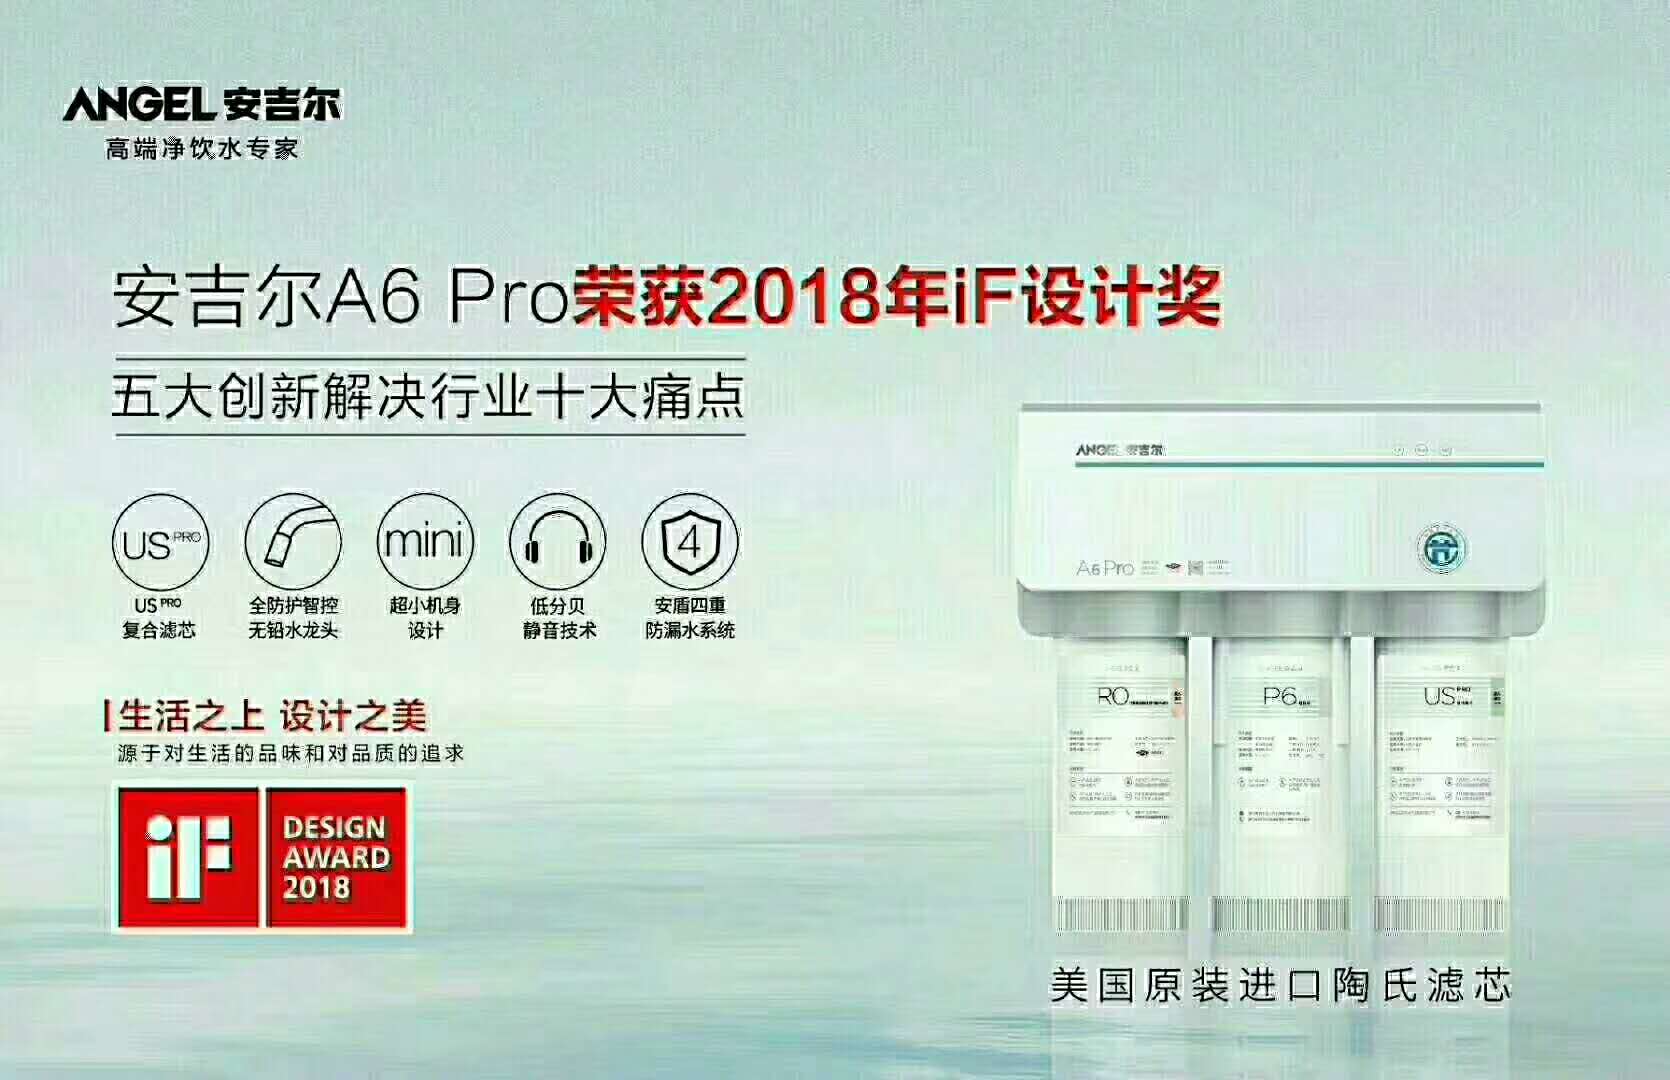 ANGEL 安吉尔
高端净饮水专家
安吉尔A6 Pro荣获2018年iF设计奖
五大创新解决行业十大痛点
US PRO
mini
4
US PRO
复合滤芯
全防护智控
无铅水龙头
超小机身
设计
低分贝
静音技术
安盾四重
防漏水系统
生活之上 设计之美
源于对生活的品味和对品质的追求
iF
DESIGN
AWARD
2018
ANGEL 安吉尔
A6 Pro
RO
P6
US PRO
美国原装进口陶氏滤芯